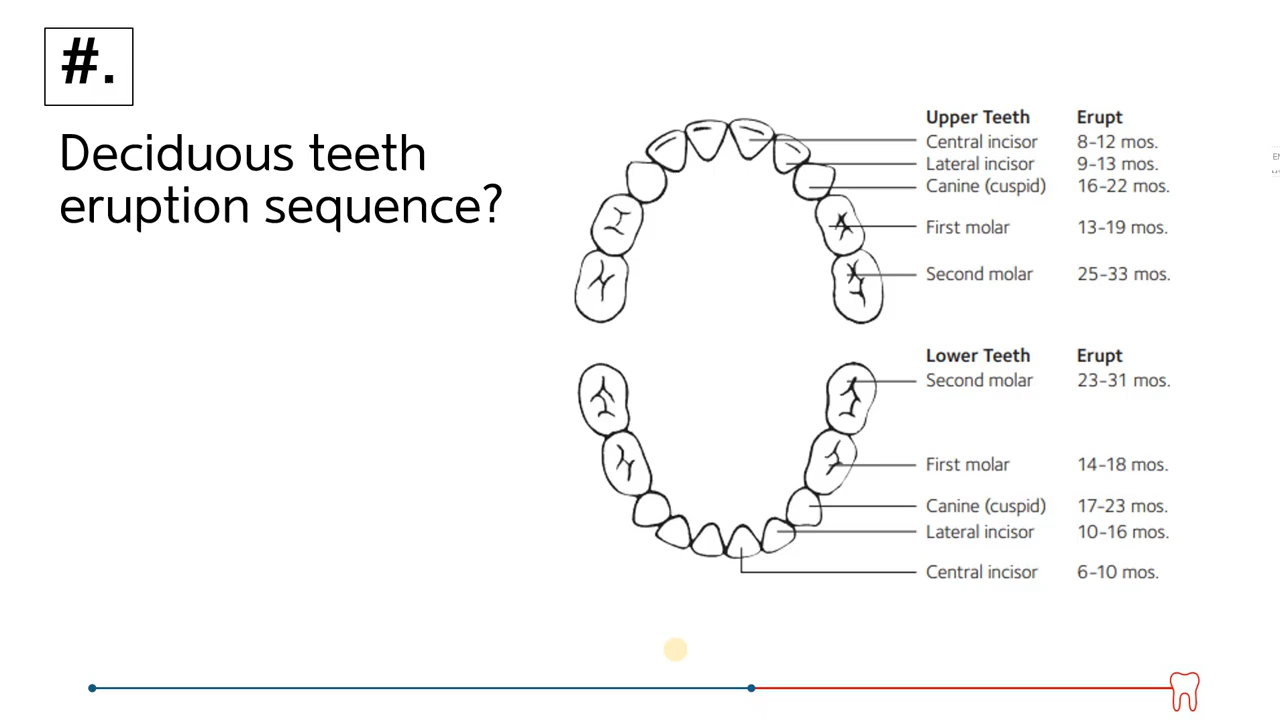 #.
Deciduous teeth
eruption sequence?
Upper Teeth Erupt
Central incisor 8-12 mos.
Lateral incisor 9-13 mos.
Canine (cuspid) 16-22 mos.
First molar 13-19 mos.
Second molar 25-33 mos.
Lower Teeth Erupt
Second molar 23-31 mos.
First molar 14-18 mos.
Canine (cuspid) 17-23 mos.
Lateral incisor 10-16 mos.
Central incisor 6-10 mos.